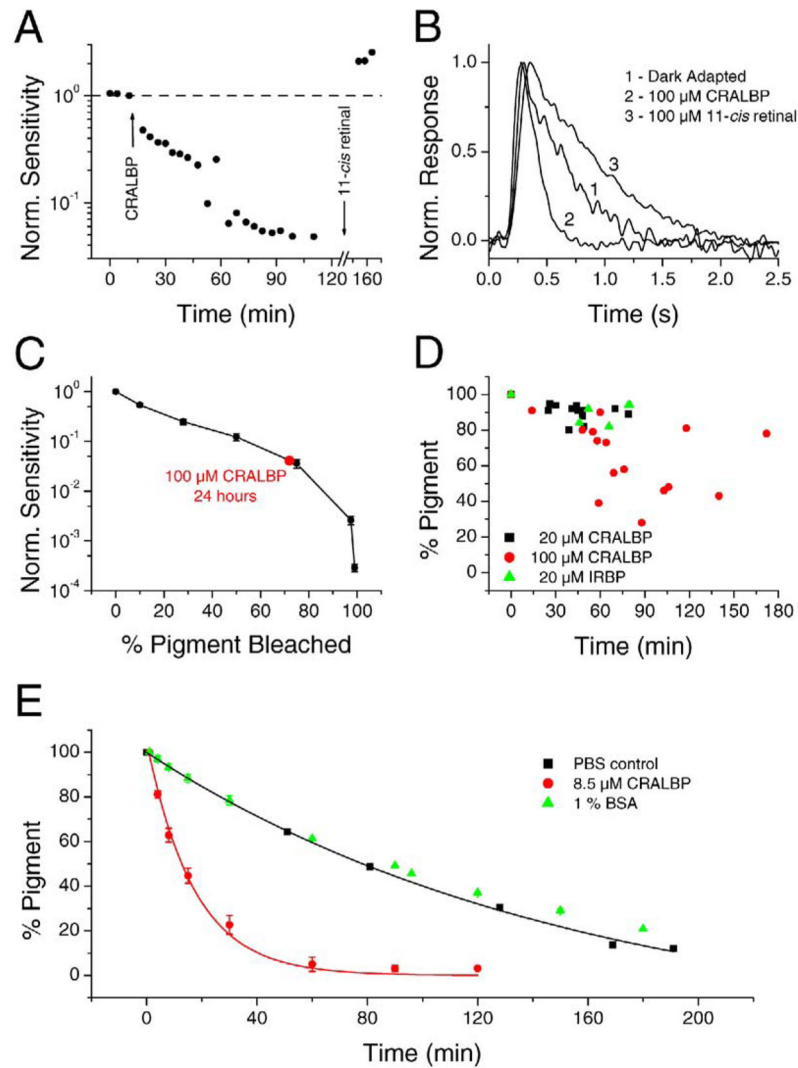 A
Norm. Sensitivity
10^0
10^-1
CRALBP
11-cis retinal
0 30 60 90 120 160
Time (min)
B
Norm. Response
1.0
0.5
0.0
1 - Dark Adapted
2 - 100 µM CRALBP
3 - 100 µM 11-cis retinal
3
1
2
0.0 0.5 1.0 1.5 2.0 2.5
Time (s)
C
Norm. Sensitivity
10^0
10^-1
10^-2
10^-3
10^-4
100 µM CRALBP
24 hours
0 20 40 60 80 100
% Pigment Bleached
D
% Pigment
100
80
60
40
20
0
20 µM CRALBP
100 µM CRALBP
20 µM IRBP
0 30 60 90 120 150 180
Time (min)
E
% Pigment
100
80
60
40
20
0
PBS control
8.5 µM CRALBP
1 % BSA
0 40 80 120 160 200
Time (min)